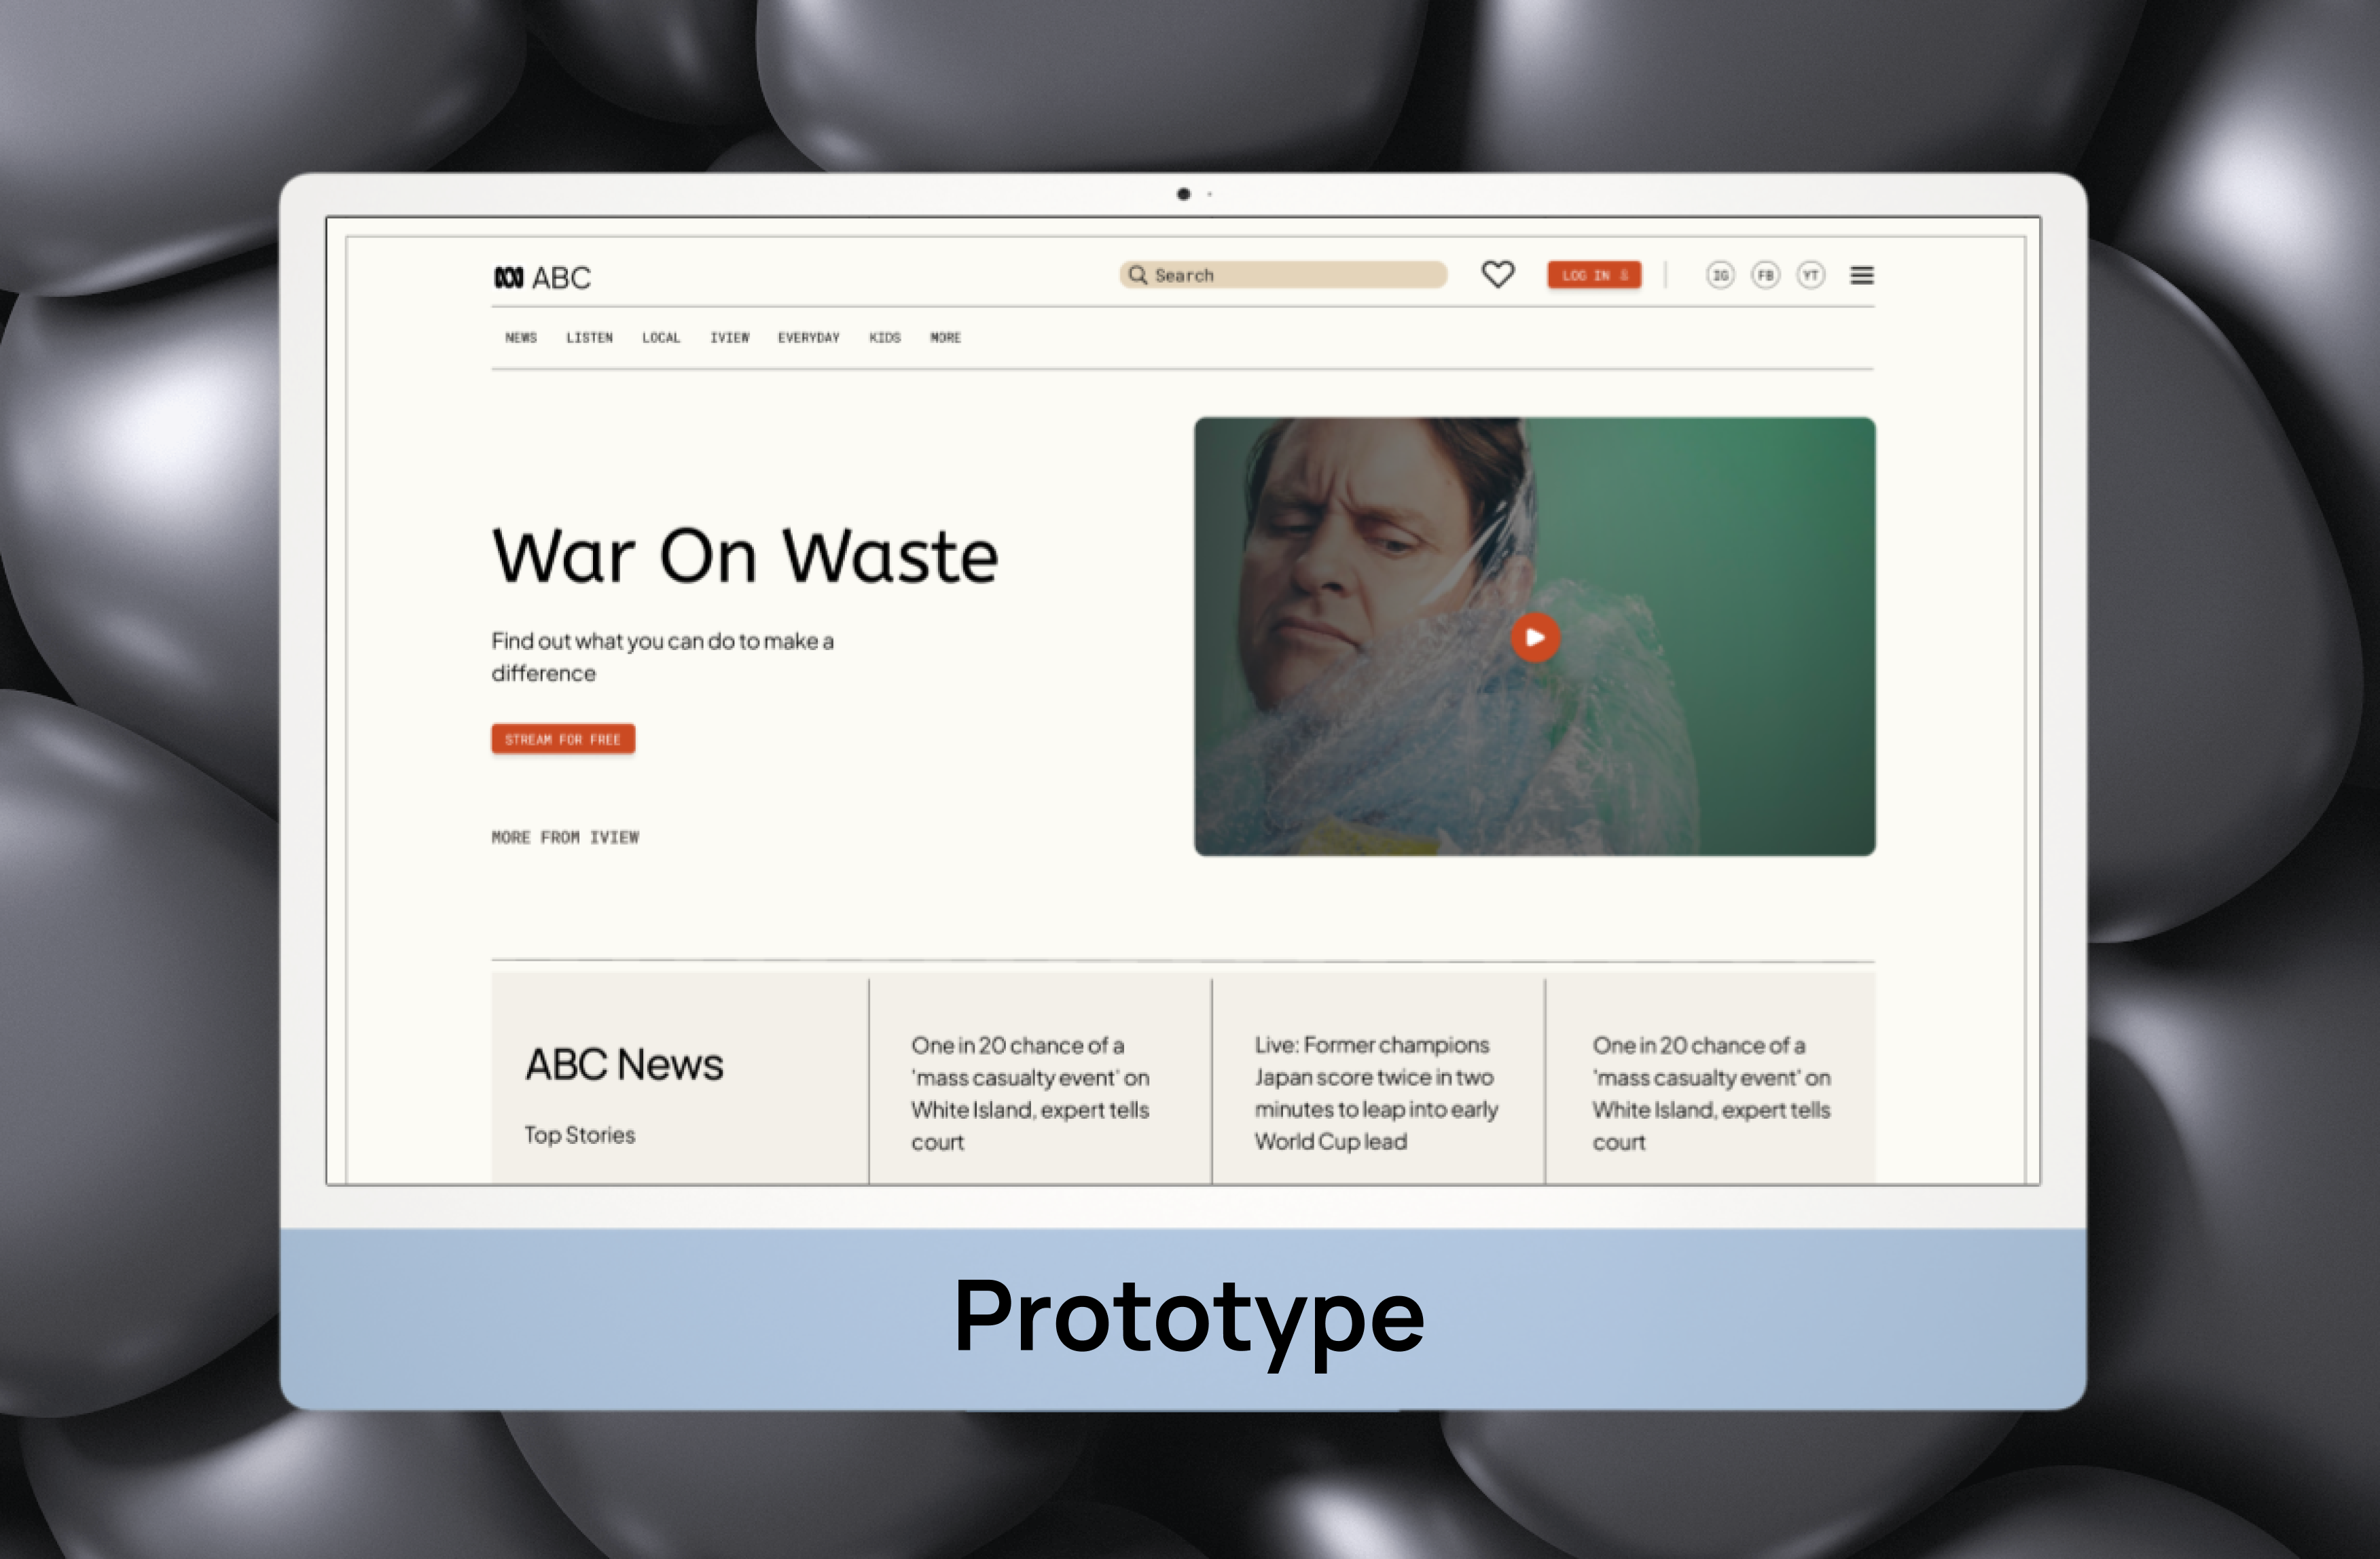 ABC
Search
LOG IN
IG
FB
YT
NEWS LISTEN LOCAL IVIEW EVERYDAY KIDS MORE
War On Waste
Find out what you can do to make a
difference
STREAM FOR FREE
MORE FROM IVIEW
ABC News
Top Stories
One in 20 chance of a
'mass casualty event' on
White Island, expert tells
court
Live: Former champions
Japan score twice in two
minutes to leap into early
World Cup lead
One in 20 chance of a
'mass casualty event' on
White Island, expert tells
court
Prototype